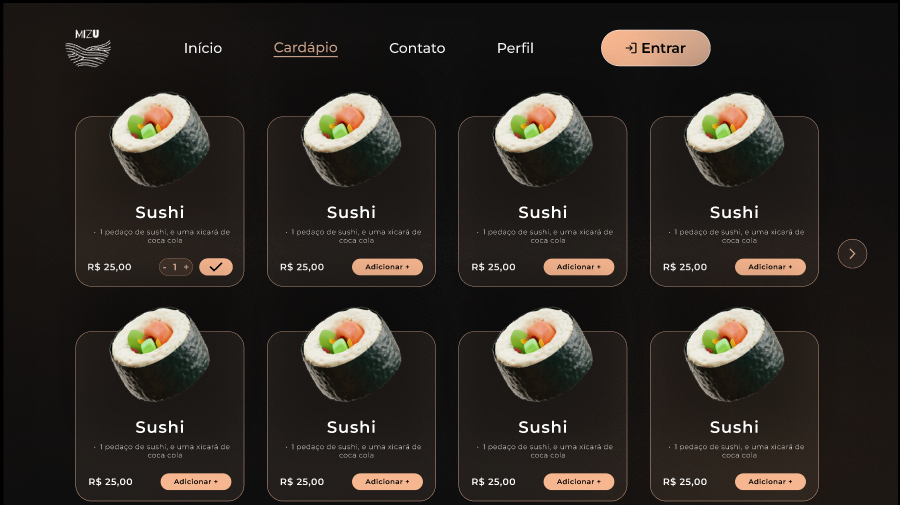 MIZU
Início
Cardápio
Contato
Perfil
Entrar
Sushi
• 1 pedaço de sushi, e uma xicará de
coca cola
R$ 25,00
- 1 +
Sushi
• 1 pedaço de sushi, e uma xicará de
coca cola
R$ 25,00
Adicionar +
Sushi
• 1 pedaço de sushi, e uma xicará de
coca cola
R$ 25,00
Adicionar +
Sushi
• 1 pedaço de sushi, e uma xicará de
coca cola
R$ 25,00
Adicionar +
Sushi
• 1 pedaço de sushi, e uma xicará de
coca cola
R$ 25,00
Adicionar +
Sushi
• 1 pedaço de sushi, e uma xicará de
coca cola
R$ 25,00
Adicionar +
Sushi
• 1 pedaço de sushi, e uma xicará de
coca cola
R$ 25,00
Adicionar +
Sushi
• 1 pedaço de sushi, e uma xicará de
coca cola
R$ 25,00
Adicionar +